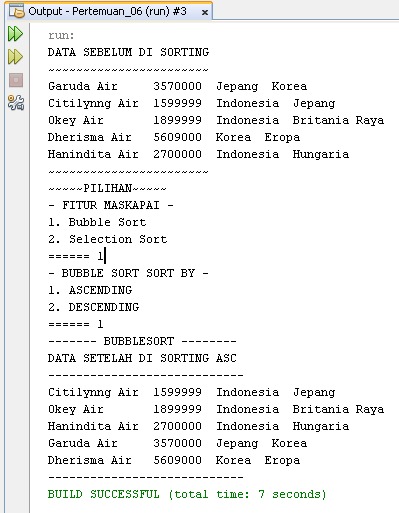 Output - Pertemuan_06 (run) #3 x
run:
DATA SEBELUM DI SORTING
~~~~~~~~~~~~~~~~~~~~~~~
Garuda Air     3570000  Jepang  Korea
Citilynng Air  1599999  Indonesia  Jepang
Okey Air       1899999  Indonesia  Britania Raya
Dherisma Air   5609000  Korea  Eropa
Hanindita Air  2700000  Indonesia  Hungaria
~~~~~~~~~~~~~~~~~~~~~~~
~~~~~PILIHAN~~~~~
- FITUR MASKAPAI -
1. Bubble Sort
2. Selection Sort
====== 1
- BUBBLE SORT SORT BY -
1. ASCENDING
2. DESCENDING
====== 1
------- BUBBLESORT --------
DATA SETELAH DI SORTING ASC
----------------------------
Citilynng Air  1599999  Indonesia  Jepang
Okey Air       1899999  Indonesia  Britania Raya
Hanindita Air  2700000  Indonesia  Hungaria
Garuda Air     3570000  Jepang  Korea
Dherisma Air   5609000  Korea  Eropa
----------------------------
BUILD SUCCESSFUL (total time: 7 seconds)